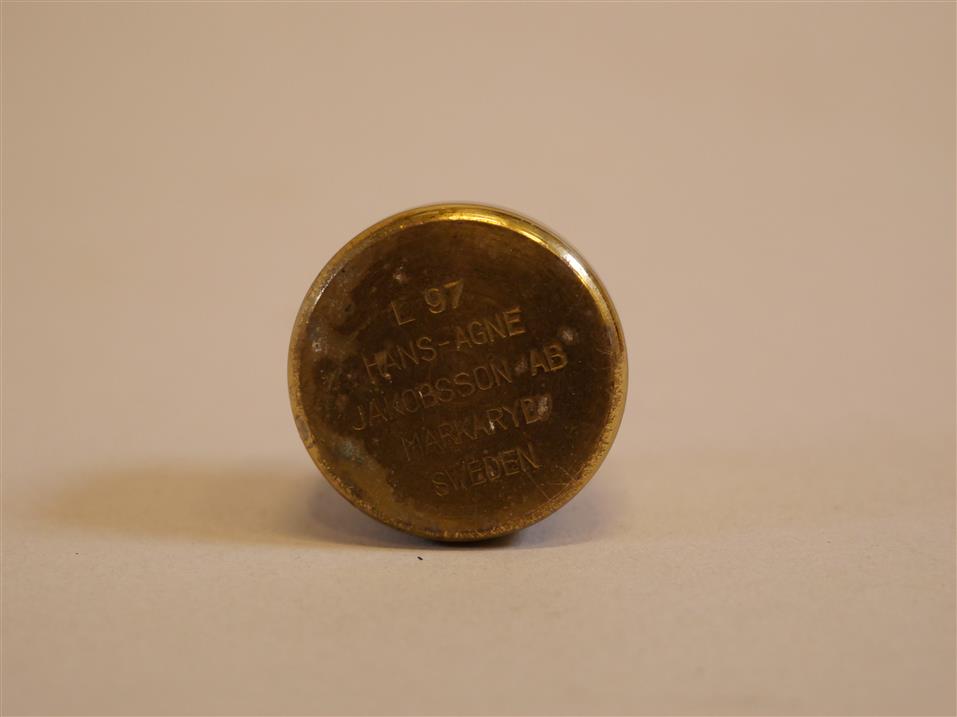 L 97
HANS-AGNE
JAKOBSSON AB
MARKARYD
SWEDEN